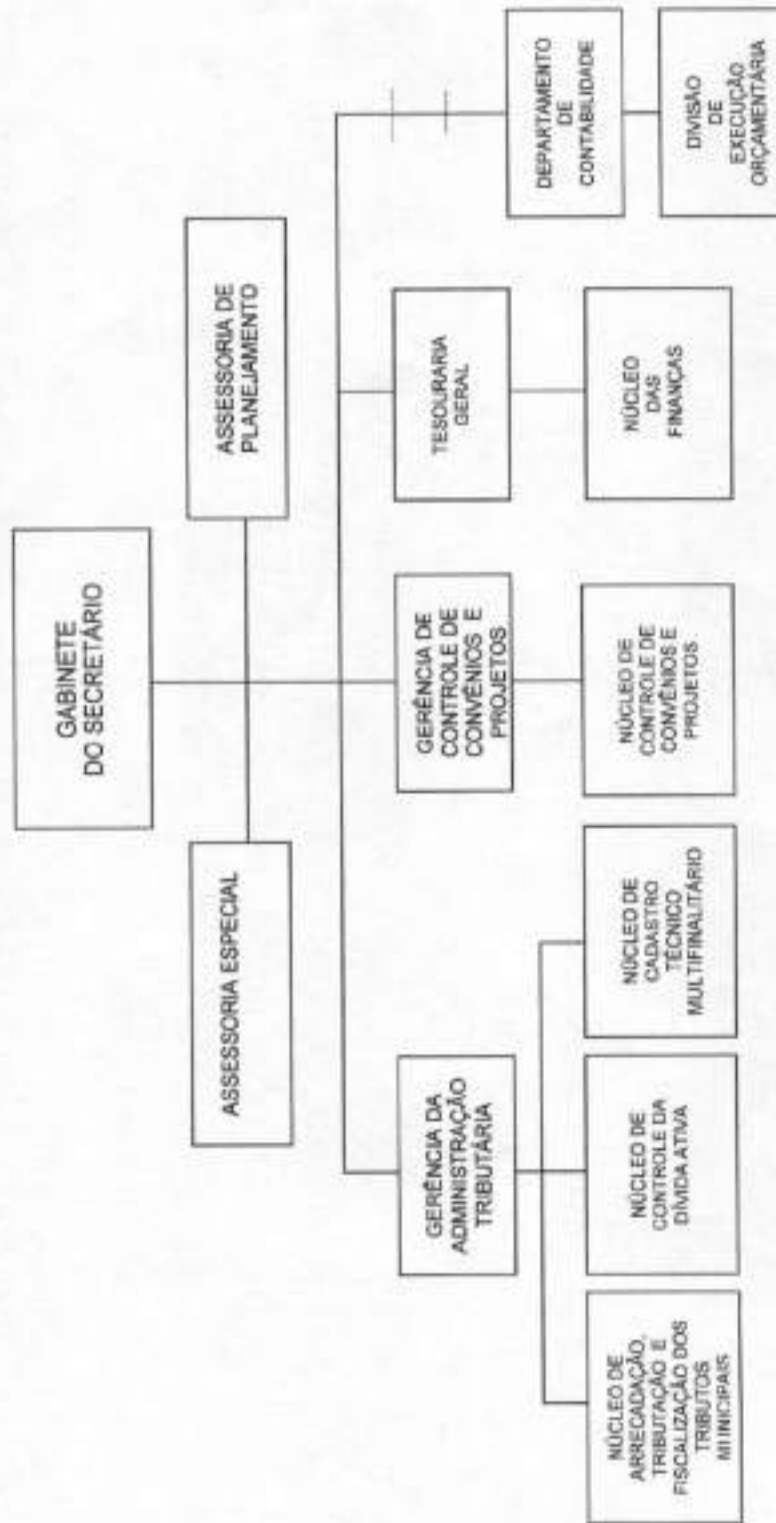 GABINETE
DO SECRETÁRIO
ASSESSORIA ESPECIAL
ASSESSORIA DE
PLANEJAMENTO
GERÊNCIA DA
ADMINISTRAÇÃO
TRIBUTÁRIA
GERÊNCIA DE
CONTROLE DE
CONVÊNIOS E
PROJETOS
TESOURARIA
GERAL
DEPARTAMENTO
DE
CONTABILIDADE
NÚCLEO DE
ARRECADAÇÃO,
TRIBUTAÇÃO E
FISCALIZAÇÃO DOS
TRIBUTOS
MUNICIPAIS
NÚCLEO DE
CONTROLE DA
DÍVIDA ATIVA
NÚCLEO DE
CADASTRO
TÉCNICO
MULTIFINALITÁRIO
NÚCLEO DE
CONTROLE DE
CONVÊNIOS E
PROJETOS
NÚCLEO
DAS
FINANÇAS
DIVISÃO
DE
EXECUÇÃO
ORÇAMENTÁRIA